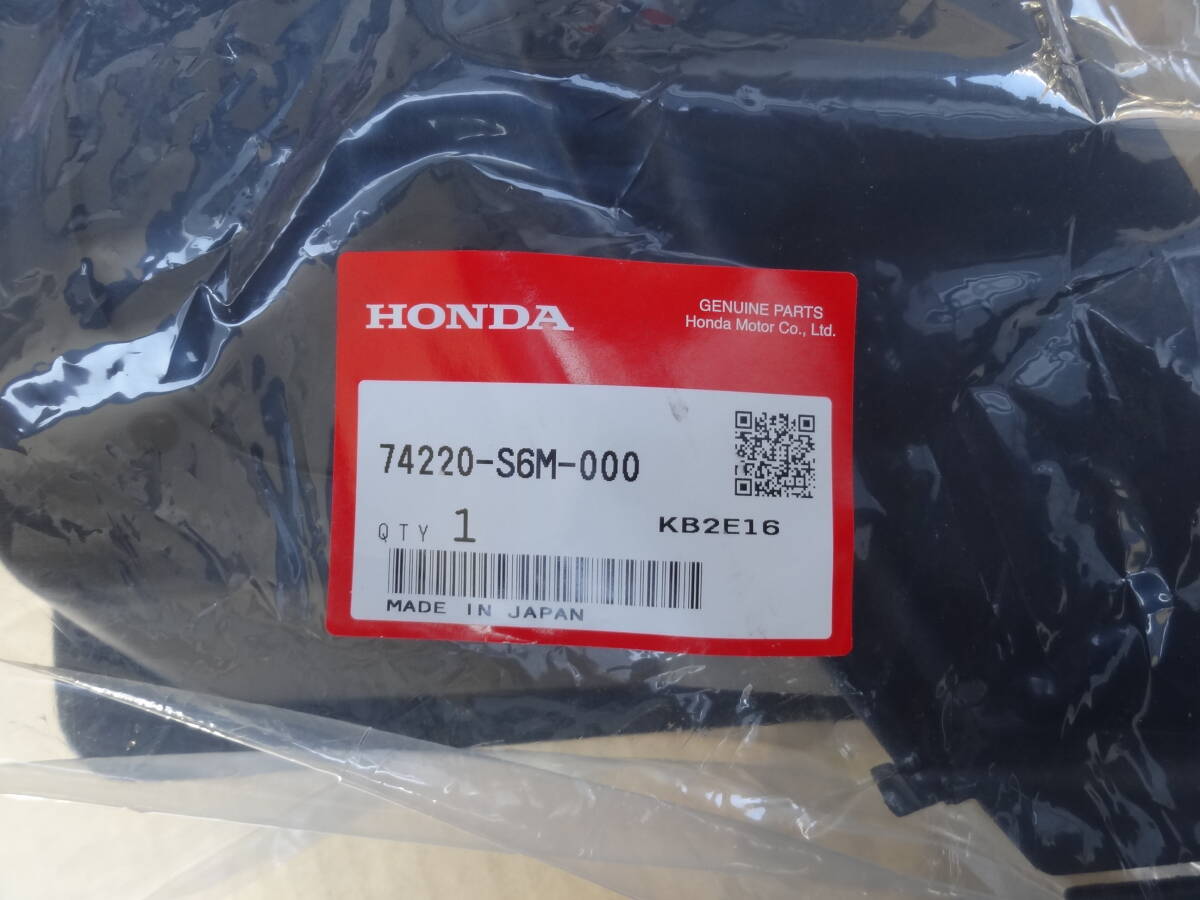 HONDA
GENUINE PARTS
Honda Motor Co., Ltd.
74220-S6M-000
QTY 1
KB2E16
MADE IN JAPAN